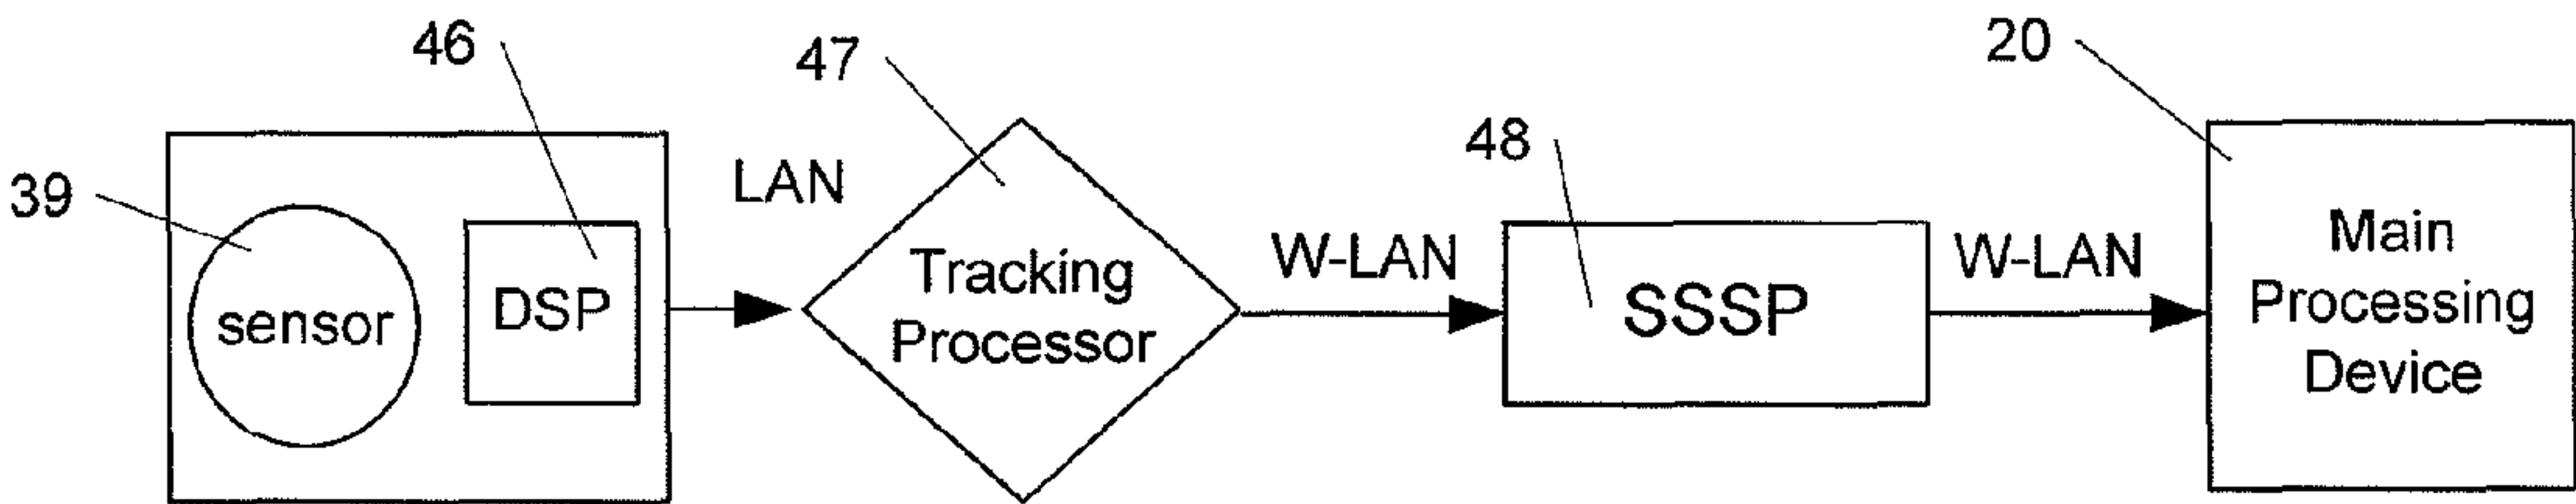 46
47
20
48
39
LAN
W-LAN
W-LAN
sensor
DSP
Tracking
Processor
SSSP
Main
Processing
Device